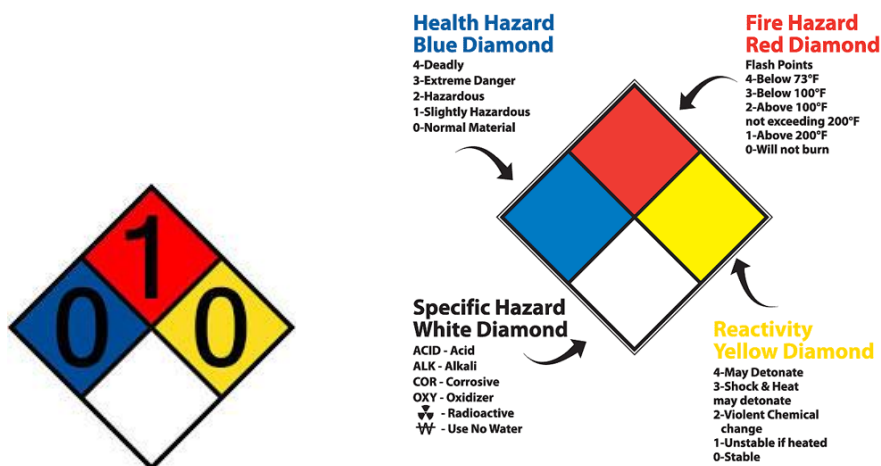 Health Hazard
Blue Diamond
4-Deadly
3-Extreme Danger
2-Hazardous
1-Slightly Hazardous
0-Normal Material
Fire Hazard
Red Diamond
Flash Points
4-Below 73°F
3-Below 100°F
2-Above 100°F
not exceeding 200°F
1-Above 200°F
0-Will not burn
1
0 0
Specific Hazard
White Diamond
ACID - Acid
ALK - Alkali
COR - Corrosive
OXY - Oxidizer
☢ - Radioactive
W - Use No Water
Reactivity
Yellow Diamond
4-May Detonate
3-Shock & Heat
may detonate
2-Violent Chemical
change
1-Unstable if heated
0-Stable